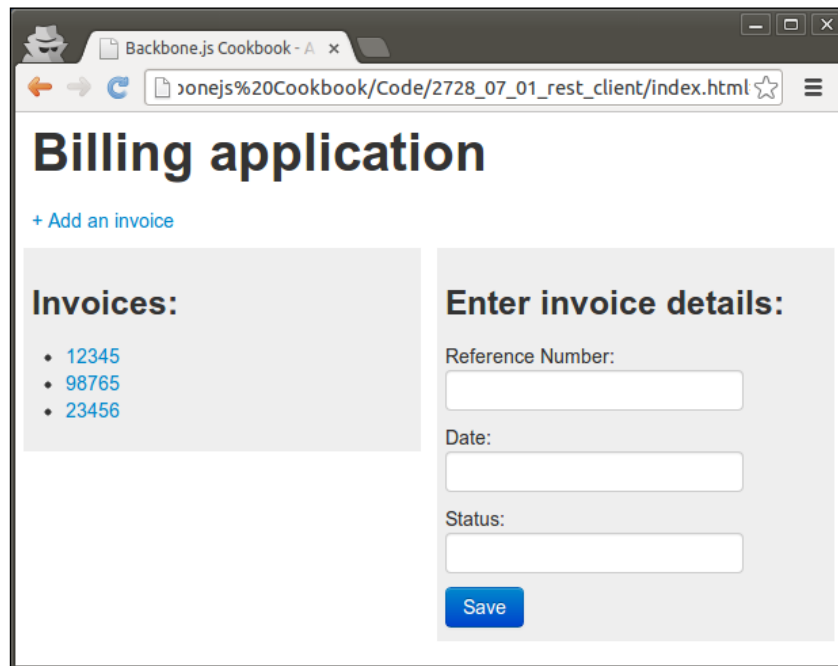 Backbone.js Cookbook - A
onejs%20Cookbook/Code/2728_07_01_rest_client/index.html
Billing application
+ Add an invoice
Invoices:
• 12345
• 98765
• 23456
Enter invoice details:
Reference Number:
Date:
Status:
Save